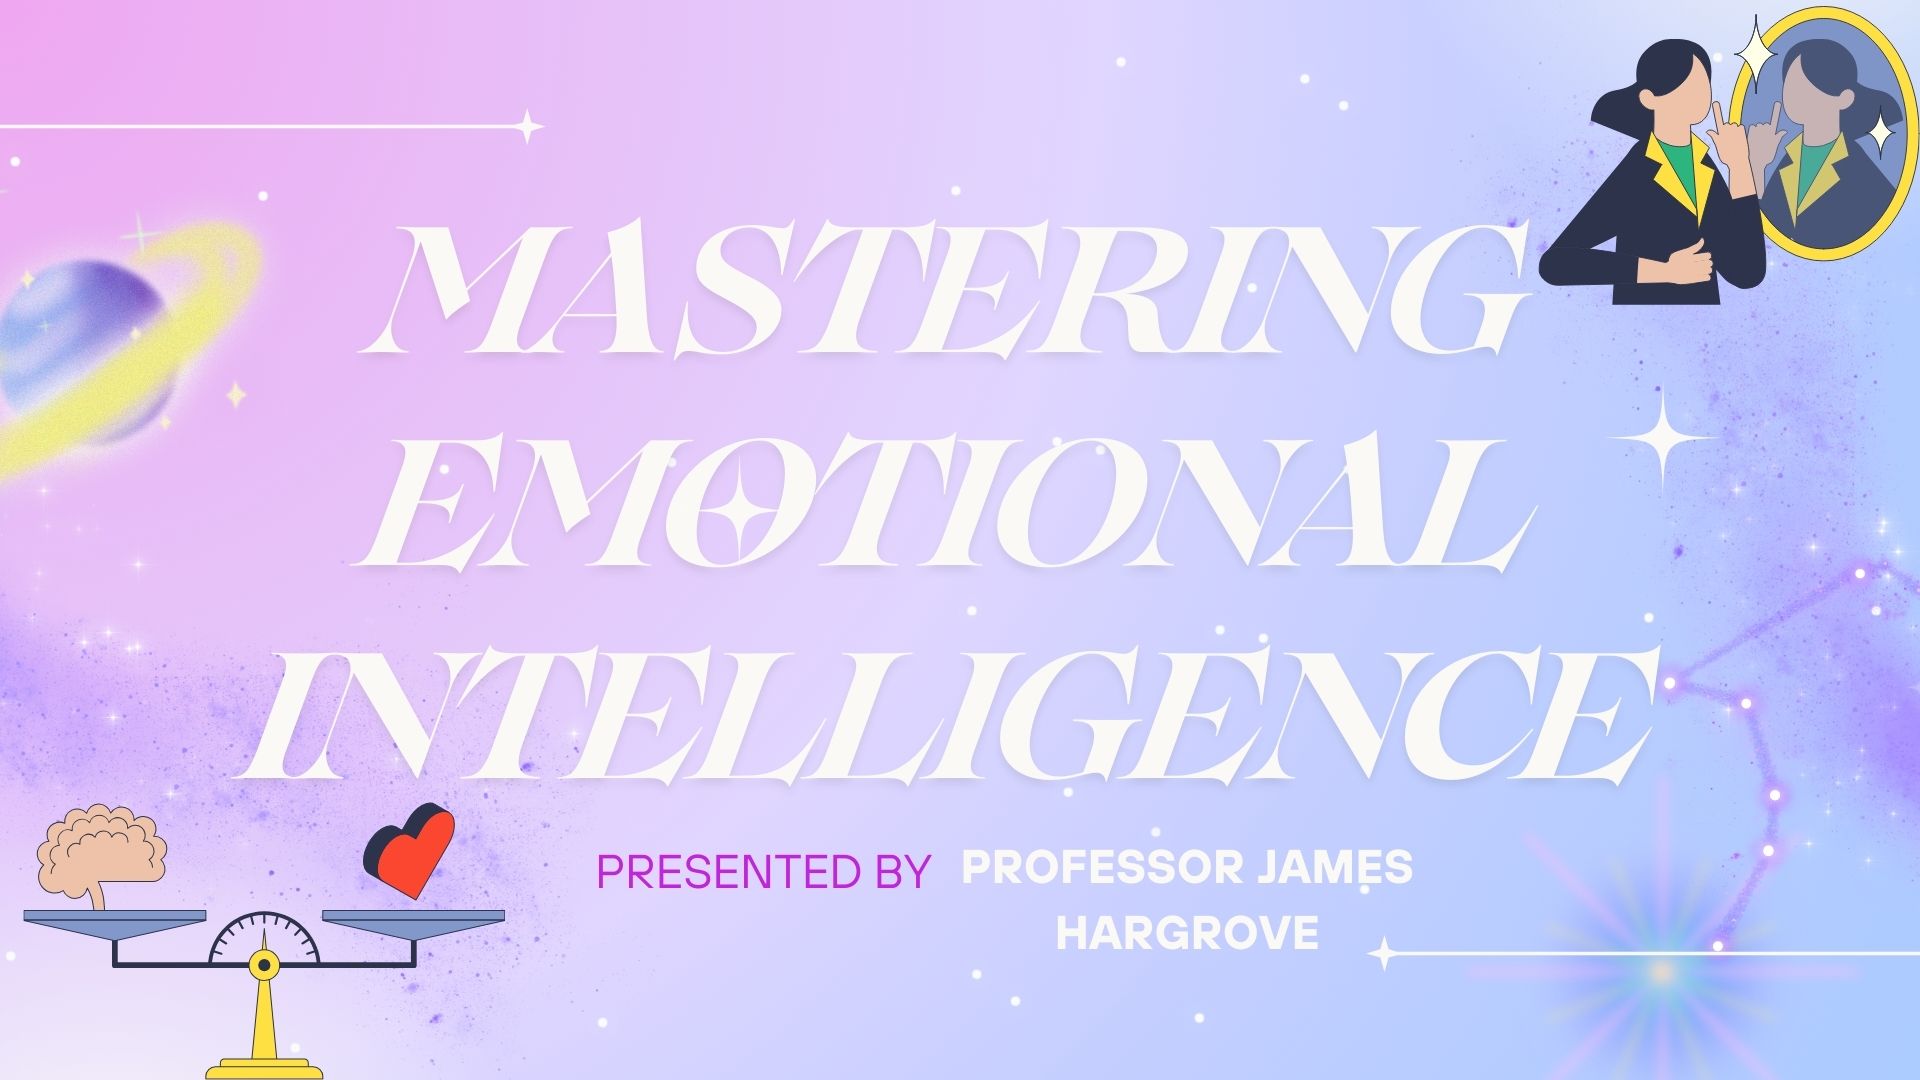 MASTERING
EMOTIONAL
INTELLIGENCE
PRESENTED BY PROFESSOR JAMES
HARGROVE